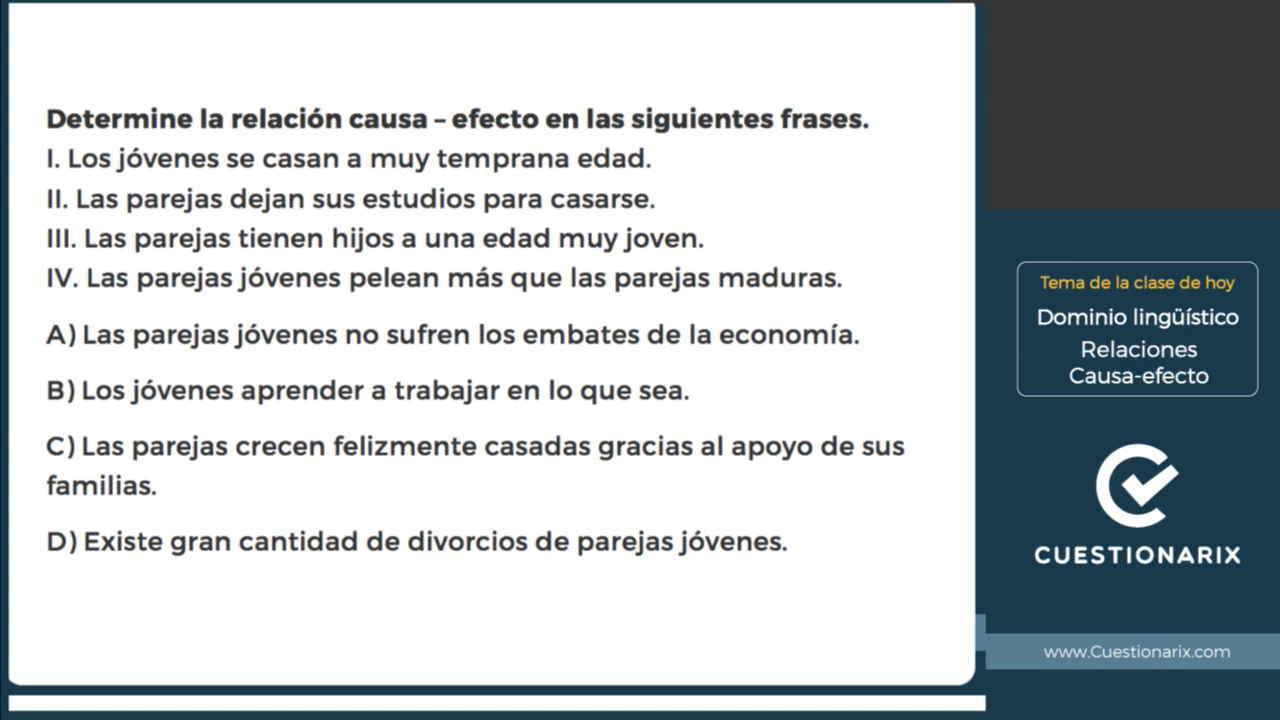 Determine la relación causa – efecto en las siguientes frases.
I. Los jóvenes se casan a muy temprana edad.
II. Las parejas dejan sus estudios para casarse.
III. Las parejas tienen hijos a una edad muy joven.
IV. Las parejas jóvenes pelean más que las parejas maduras.
A) Las parejas jóvenes no sufren los embates de la economía.
B) Los jóvenes aprender a trabajar en lo que sea.
C) Las parejas crecen felizmente casadas gracias al apoyo de sus
familias.
D) Existe gran cantidad de divorcios de parejas jóvenes.
Tema de la clase de hoy
Dominio lingüístico
Relaciones
Causa-efecto
CUESTIONARIX
www.Cuestionarix.com